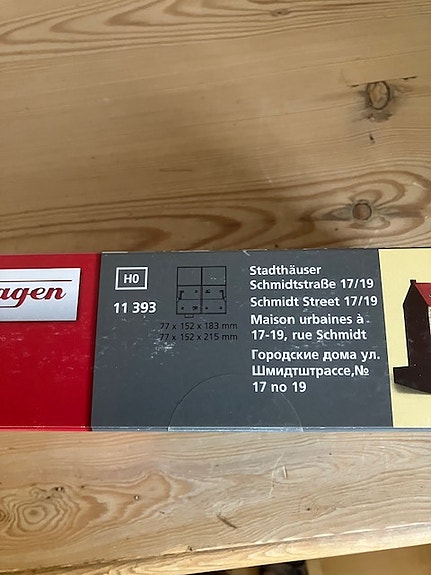 agen
H0
11 393
77 x 152 x 183 mm
77 x 152 x 215 mm
Stadthäuser
Schmidtstraße 17/19
Schmidt Street 17/19
Maison urbaines à
17-19, rue Schmidt
Городские дома ул.
Шмидтштрассе,№
17 по 19